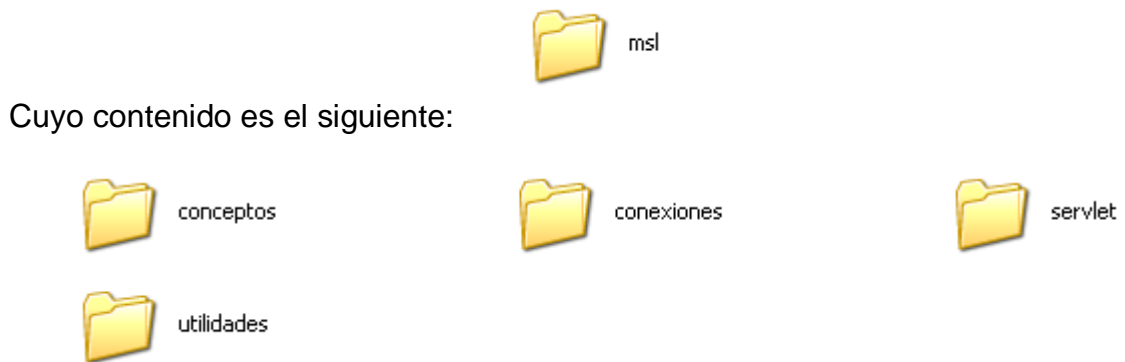 msl
Cuyo contenido es el siguiente:
conceptos conexiones servlet
utilidades